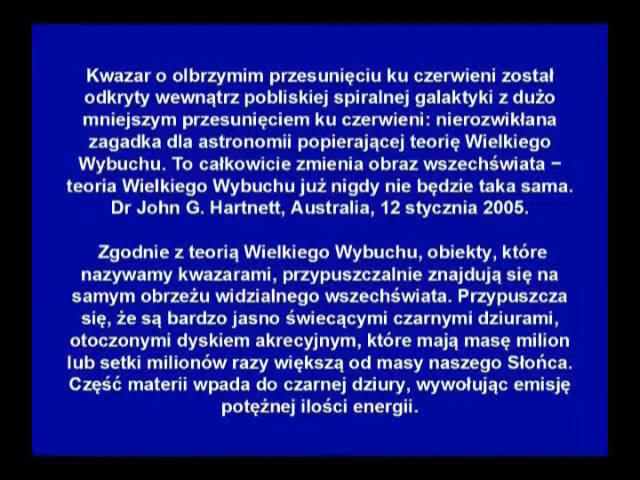 Kwazar o olbrzymim przesunięciu ku czerwieni został
odkryty wewnątrz pobliskiej spiralnej galaktyki z dużo
mniejszym przesunięciem ku czerwieni: nierozwikłana
zagadka dla astronomii popierającej teorię Wielkiego
Wybuchu. To całkowicie zmienia obraz wszechświata −
teoria Wielkiego Wybuchu już nigdy nie będzie taka sama.
Dr John G. Hartnett, Australia, 12 stycznia 2005.
Zgodnie z teorią Wielkiego Wybuchu, obiekty, które
nazywamy kwazarami, przypuszczalnie znajdują się na
samym obrzeżu widzialnego wszechświata. Przypuszcza
się, że są bardzo jasno świecącymi czarnymi dziurami,
otoczonymi dyskiem akrecyjnym, które mają masę milion
lub setki milionów razy większą od masy naszego Słońca.
Część materii wpada do czarnej dziury, wywołując emisję
potężnej ilości energii.